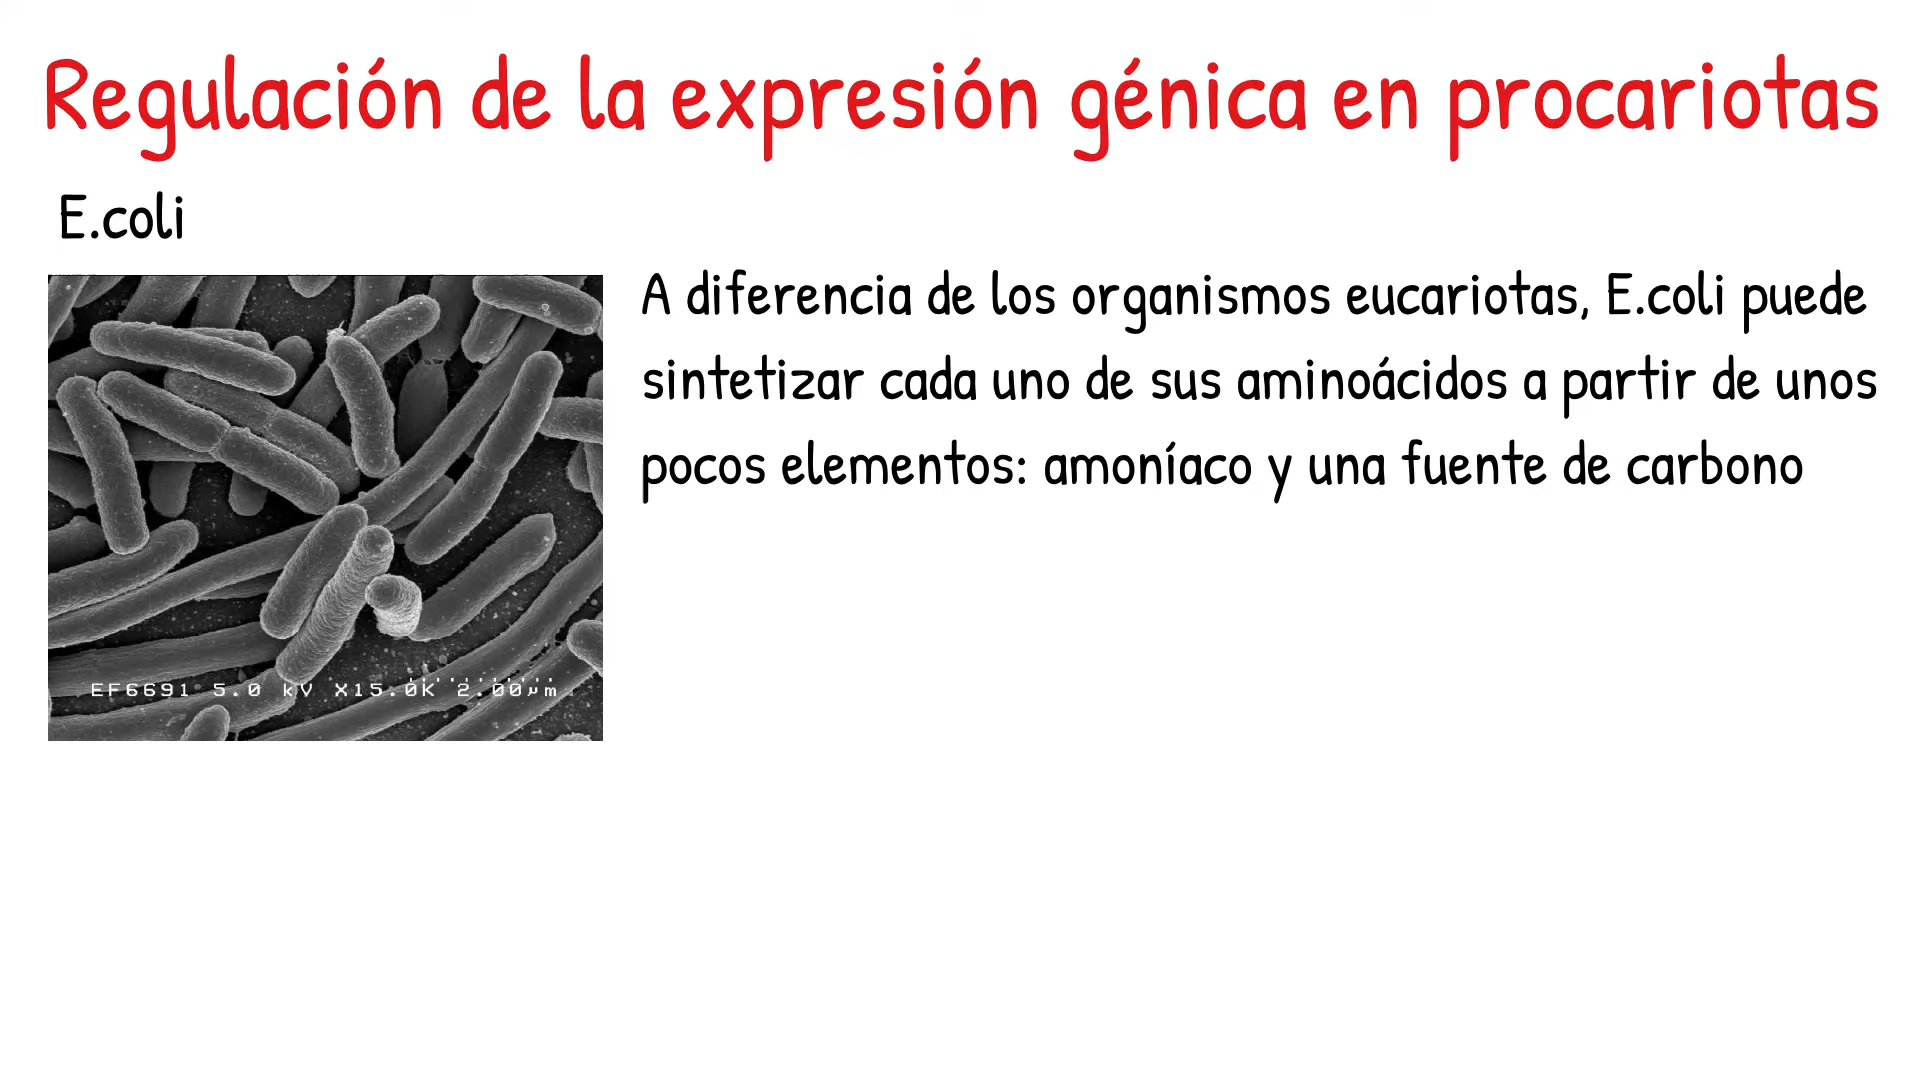 Regulación de la expresión génica en procariotas
E.coli
A diferencia de los organismos eucariotas, E.coli puede
sintetizar cada uno de sus aminoácidos a partir de unos
pocos elementos: amoníaco y una fuente de carbono
EF6691 5.0 kV X15.0K 2.00µm